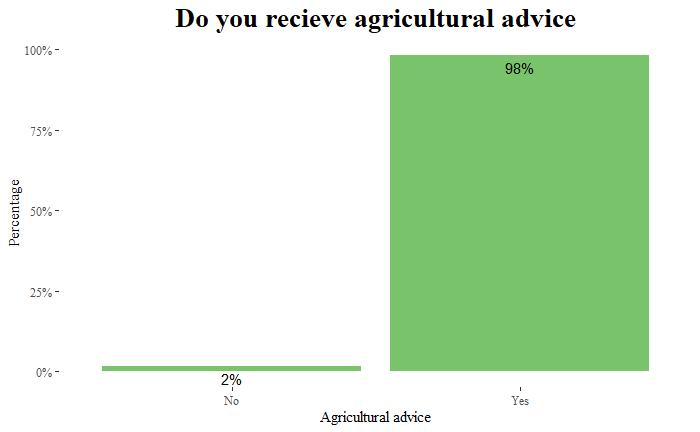 Do you recieve agricultural advice
100%
98%
75%
Percentage
50%
25%
0%
2%
No Yes
Agricultural advice